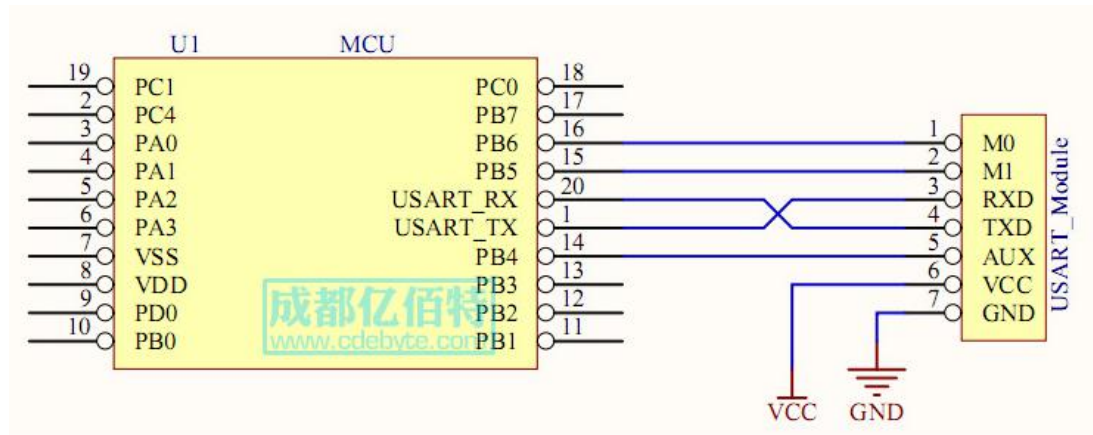 U1 MCU
19 PC1 PC0 18
2 PC4 PB7 17
3 PA0 PB6 16 1 M0
4 PA1 PB5 15 2 M1
5 PA2 USART_RX 20 3 RXD
6 PA3 USART_TX 1 4 TXD
7 VSS PB4 14 5 AUX
8 VDD PB3 13 6 VCC
9 PD0 PB2 12 7 GND
10 PB0 PB1 11
USART_Module
成都亿佰特
www.cdebyte.com
VCC GND